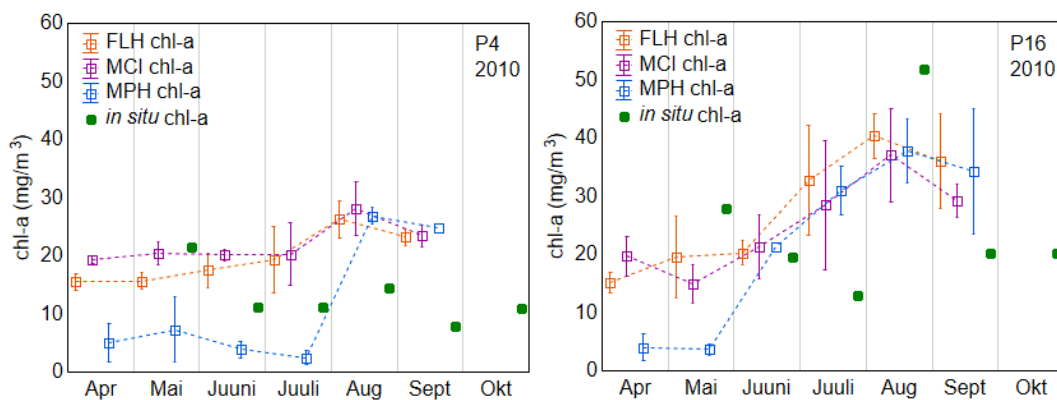 60
50
40
30
20
10
0
chl-a (mg/m³)
FLH chl-a
MCI chl-a
MPH chl-a
in situ chl-a
P4
2010
Apr Mai Juuni Juuli Aug Sept Okt
60
50
40
30
20
10
0
chl-a (mg/m³)
FLH chl-a
MCI chl-a
MPH chl-a
in situ chl-a
P16
2010
Apr Mai Juuni Juuli Aug Sept Okt